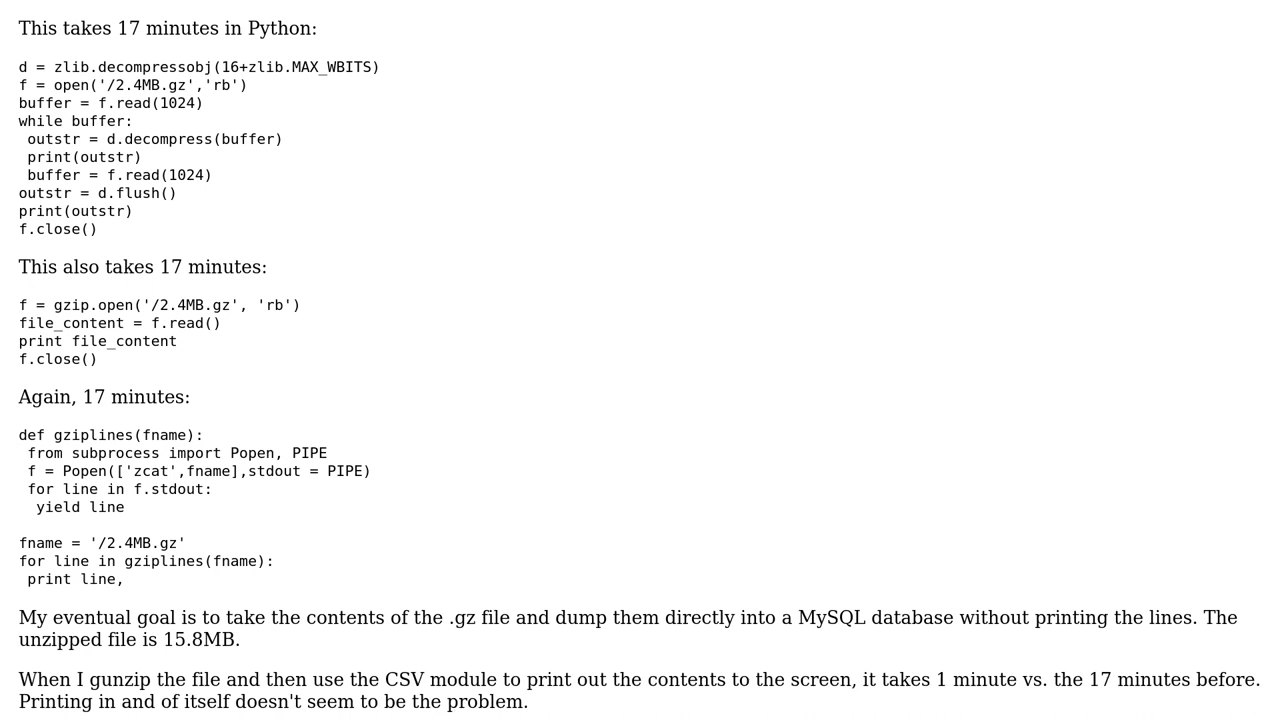 This takes 17 minutes in Python:
d = zlib.decompressobj(16+zlib.MAX_WBITS)
f = open('/2.4MB.gz','rb')
buffer = f.read(1024)
while buffer:
 outstr = d.decompress(buffer)
 print(outstr)
 buffer = f.read(1024)
outstr = d.flush()
print(outstr)
f.close()
This also takes 17 minutes:
f = gzip.open('/2.4MB.gz', 'rb')
file_content = f.read()
print file_content
f.close()
Again, 17 minutes:
def gziplines(fname):
 from subprocess import Popen, PIPE
 f = Popen(['zcat',fname],stdout = PIPE)
 for line in f.stdout:
  yield line
fname = '/2.4MB.gz'
for line in gziplines(fname):
 print line,
My eventual goal is to take the contents of the .gz file and dump them directly into a MySQL database without printing the lines. The
unzipped file is 15.8MB.
When I gunzip the file and then use the CSV module to print out the contents to the screen, it takes 1 minute vs. the 17 minutes before.
Printing in and of itself doesn't seem to be the problem.